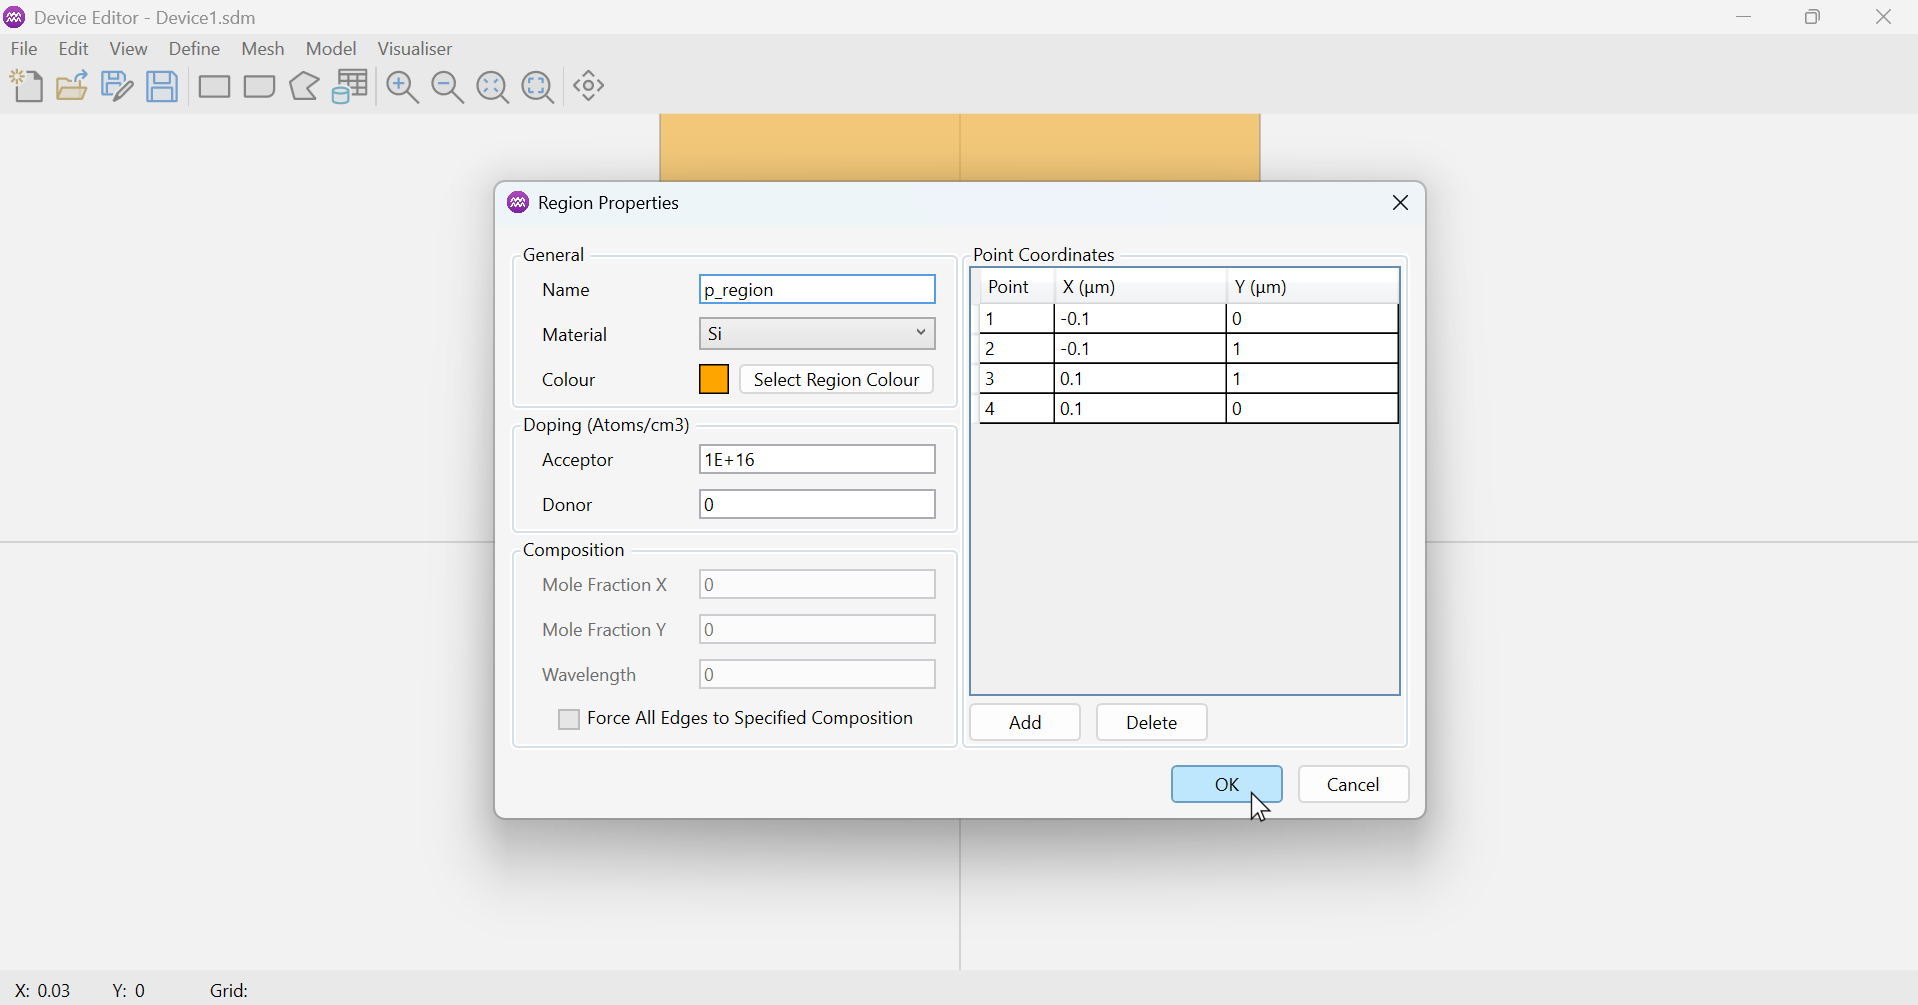 Device Editor - Device1.sdm
File Edit View Define Mesh Model Visualiser
Region Properties
General
Name p_region
Material Si
Colour Select Region Colour
Doping (Atoms/cm3)
Acceptor 1E+16
Donor 0
Composition
Mole Fraction X 0
Mole Fraction Y 0
Wavelength 0
Force All Edges to Specified Composition
Point Coordinates
Point X (μm) Y (μm)
1 -0.1 0
2 -0.1 1
3 0.1 1
4 0.1 0
Add Delete
OK Cancel
X: 0.03 Y: 0 Grid: